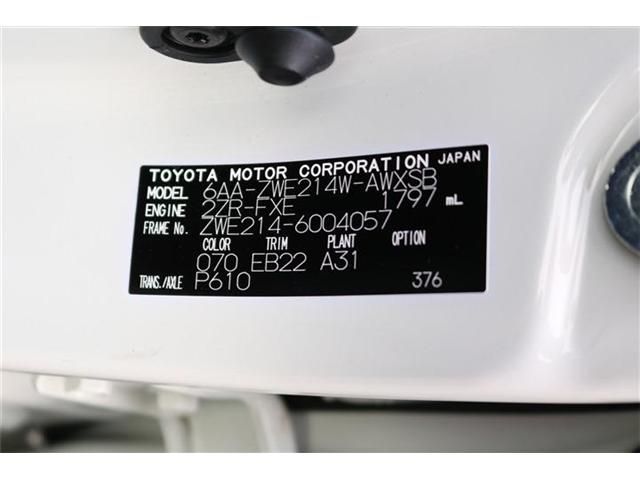 TOYOTA MOTOR CORPORATION JAPAN
MODEL 6AA-ZWE214W-AWXSB
ENGINE 2ZR-FXE 1797 mL
FRAME No. ZWE214-6004057
COLOR TRIM PLANT OPTION
070 EB22 A31
TRANS./AXLE P610 376